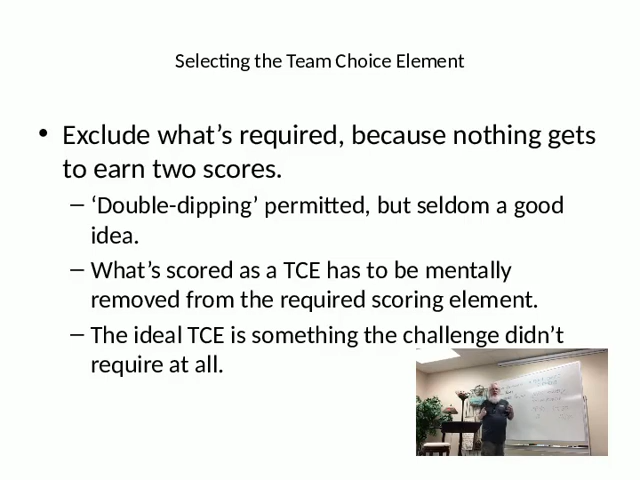 Selecting the Team Choice Element
• Exclude what’s required, because nothing gets
to earn two scores.
– ‘Double-dipping’ permitted, but seldom a good
idea.
– What’s scored as a TCE has to be mentally
removed from the required scoring element.
– The ideal TCE is something the challenge didn’t
require at all.